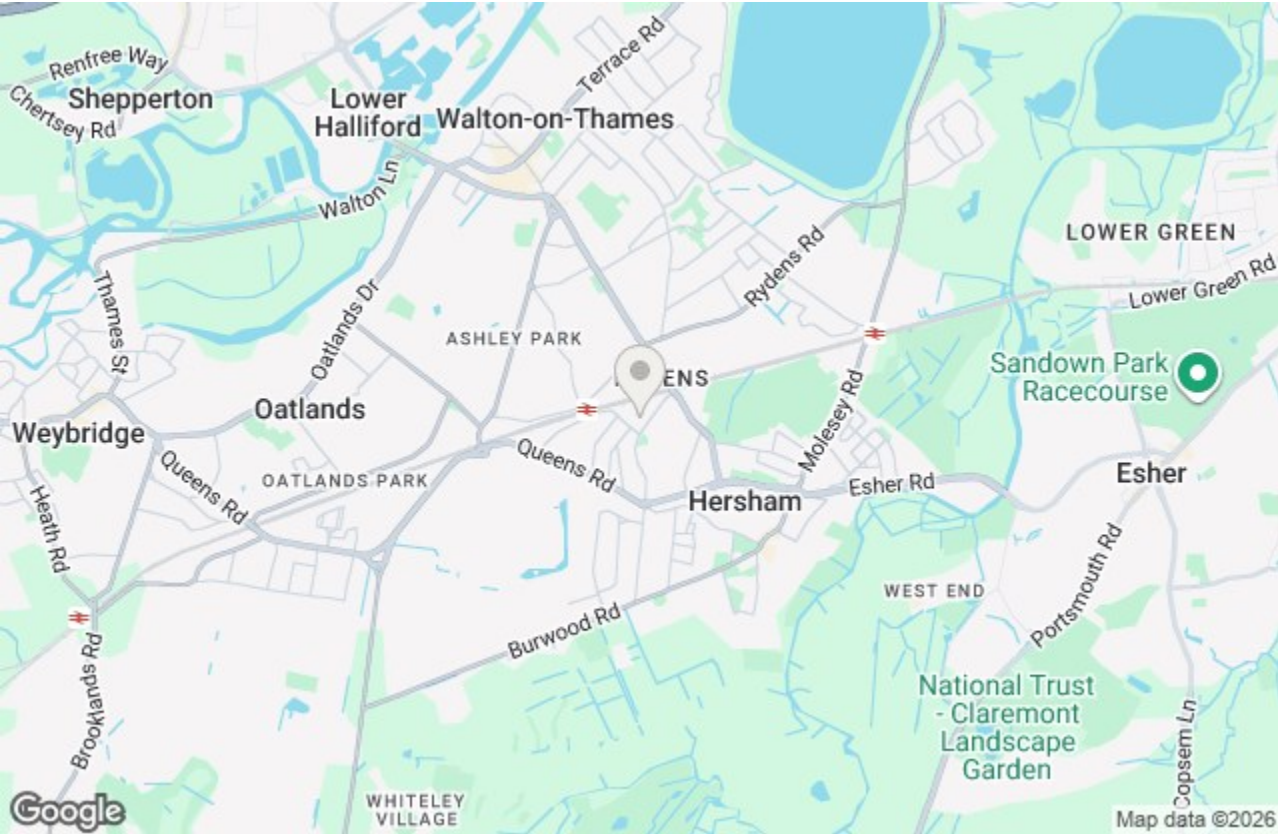 Renfree Way
Shepperton
Chertsey Rd
Lower
Halliford
Walton-on-Thames
Terrace Rd
Walton Ln
LOWER GREEN
Lower Green Rd
Rydens Rd
Thames St
Oatlands Dr
ASHLEY PARK
Sandown Park
Racecourse
ENS
Oatlands
Weybridge
Molesey Rd
Queens Rd
Queens Rd
OATLANDS PARK
Hersham
Esher Rd
Esher
Heath Rd
WEST END
Portsmouth Rd
Burwood Rd
Brooklands Rd
National Trust
- Claremont
Landscape
Garden
Copsem Ln
WHITELEY
VILLAGE
Google
Map data ©2026